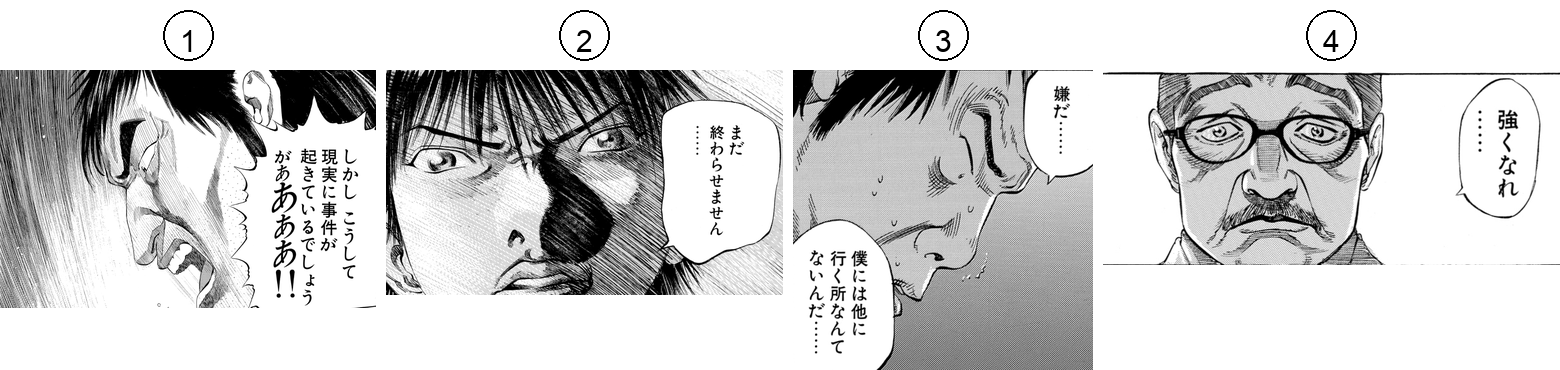 1
しかし こうして
現実に事件が
起きているでしょう
がああああ!!
2
まだ
終わらせません
……
3
嫌だ……
僕には他に
行く所なんて
ないんだ……
4
強くなれ
……